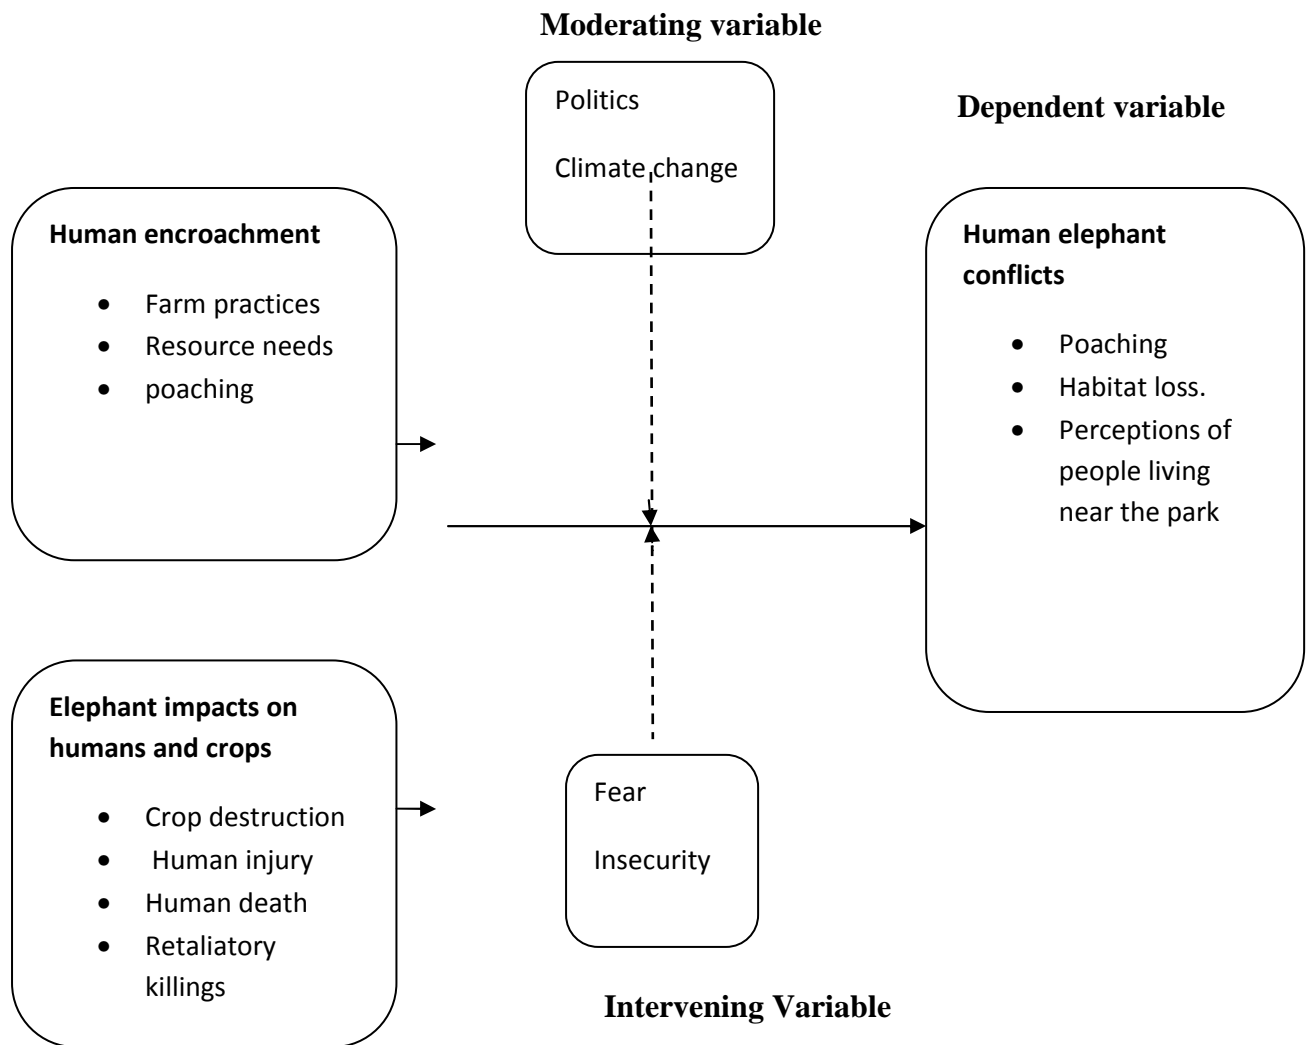 Moderating variable
Politics
Climate change
Dependent variable
Human encroachment
• Farm practices
• Resource needs
• poaching
Human elephant
conflicts
• Poaching
• Habitat loss.
• Perceptions of
people living
near the park
Elephant impacts on
humans and crops
• Crop destruction
• Human injury
• Human death
• Retaliatory
killings
Fear
Insecurity
Intervening Variable